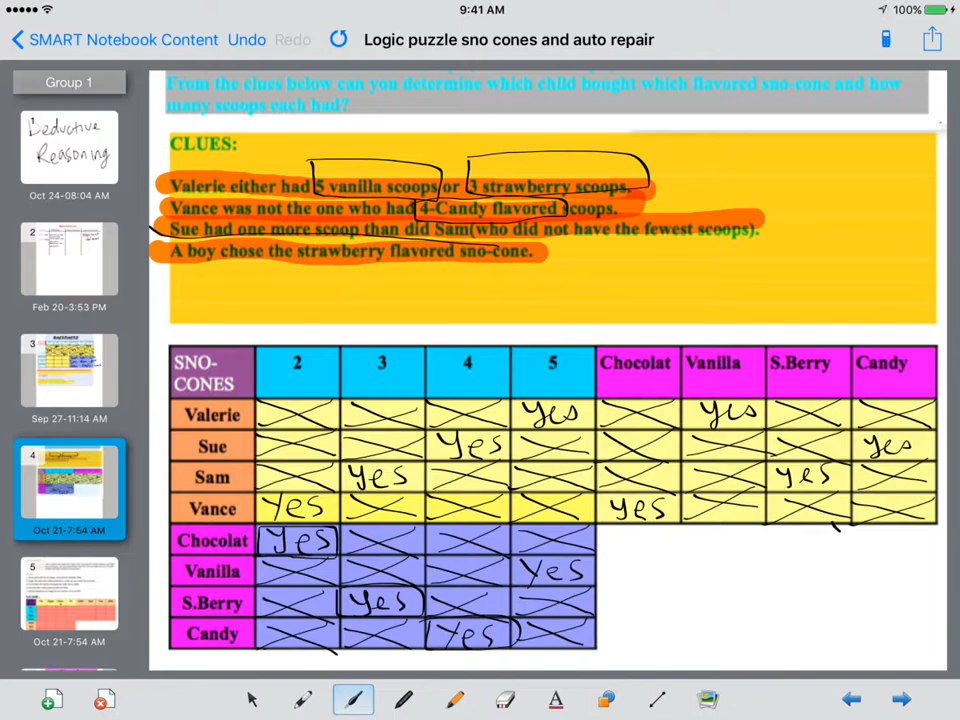 9:41 AM
100%
SMART Notebook Content Undo Redo Logic puzzle sno cones and auto repair
Group 1
Deductive
Reasoning
Oct 24-08:04 AM
2
Feb 20-3:53 PM
3
Sep 27-11:14 AM
4
Oct 21-7:54 AM
5
Oct 21-7:54 AM
From the clues below can you determine which child bought which flavored sno-cone and how
many scoops each had?
CLUES:
Valerie either had 5 vanilla scoops or 3 strawberry scoops.
Vance was not the one who had 4-Candy flavored scoops.
Sue had one more scoop than did Sam(who did not have the fewest scoops).
A boy chose the strawberry flavored sno-cone.
SNO-CONES 2 3 4 5 Chocolat Vanilla S.Berry Candy
Valerie yes yes
Sue yes yes
Sam yes yes
Vance yes yes
Chocolat yes
Vanilla yes
S.Berry yes
Candy yes